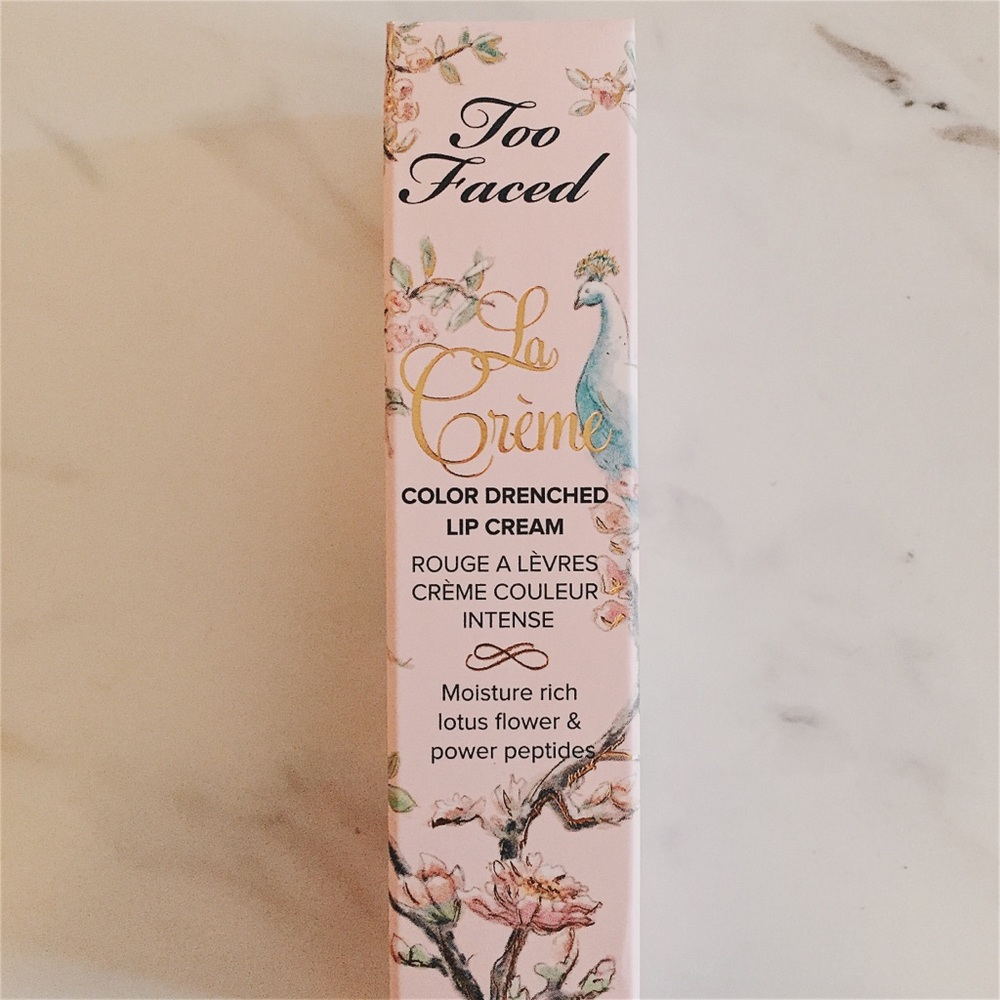 Too
Faced
La
Crème
COLOR DRENCHED
LIP CREAM
ROUGE A LÈVRES
CRÈME COULEUR
INTENSE
Moisture rich
lotus flower &
power peptides